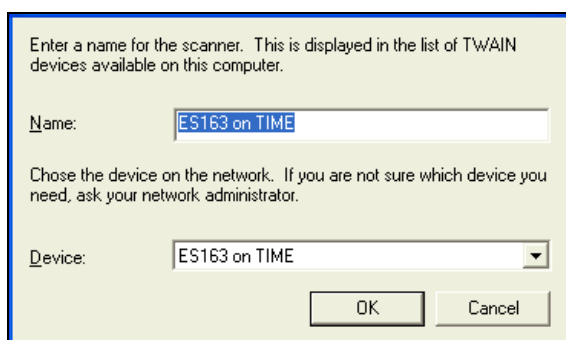 Enter a name for the scanner. This is displayed in the list of TWAIN
devices available on this computer.
Name:
ES163 on TIME
Chose the device on the network. If you are not sure which device you
need, ask your network administrator.
Device:
ES163 on TIME
OK
Cancel